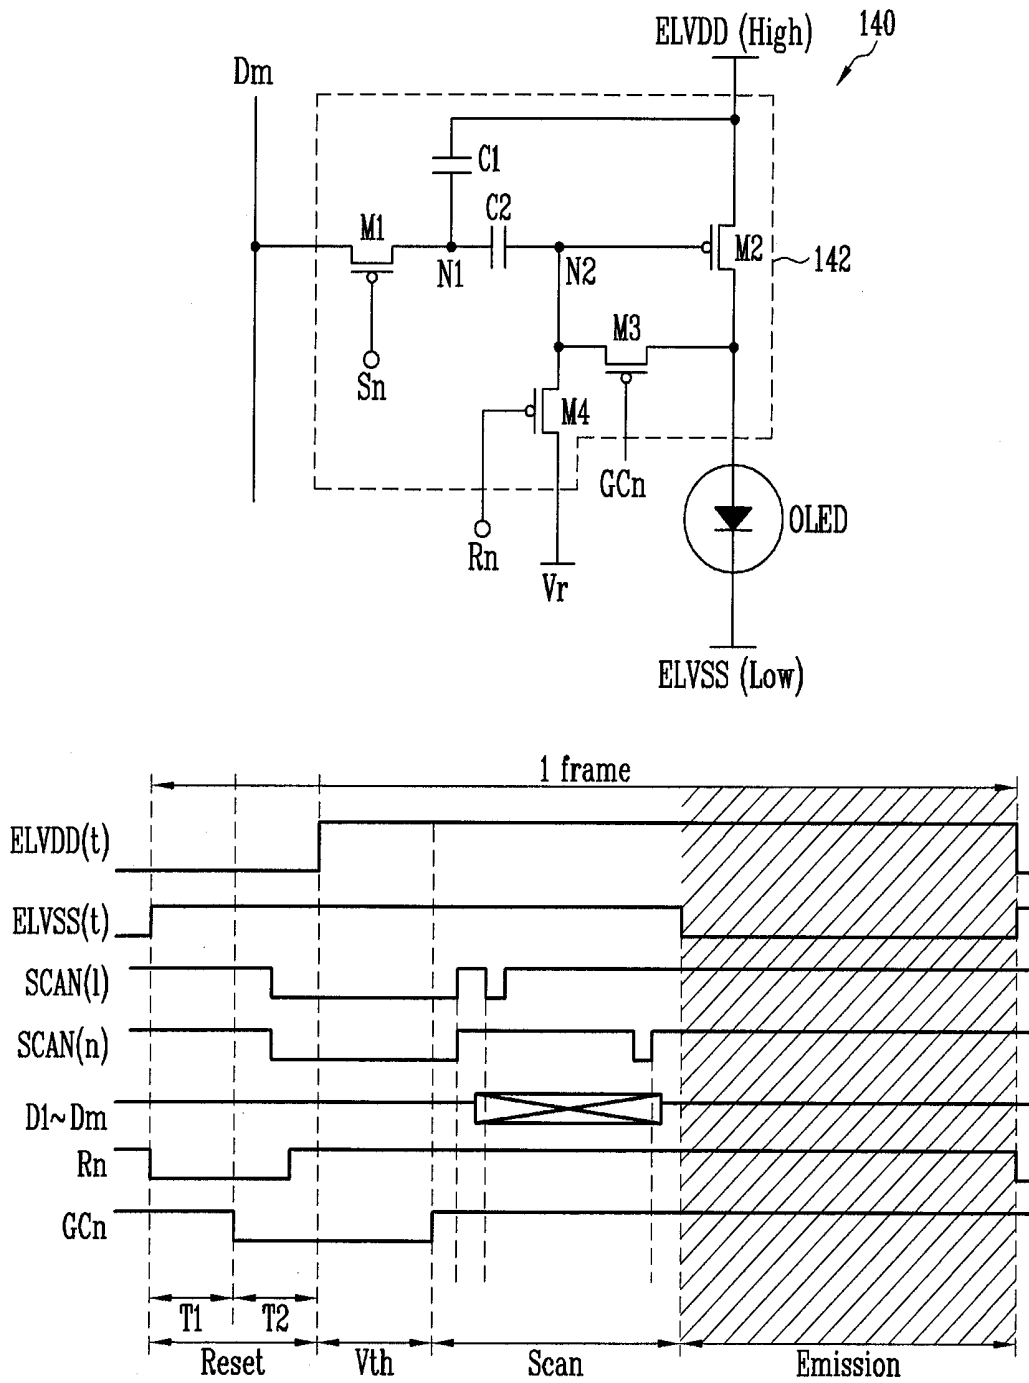 ELVDD (High)
140
Dm
C1
C2
M1
N1
N2
M2
142
M3
Sn
M4
GCn
OLED
Rn
Vr
ELVSS (Low)
1 frame
ELVDD(t)
ELVSS(t)
SCAN(1)
SCAN(n)
D1~Dm
Rn
GCn
T1
T2
Reset
Vth
Scan
Emission